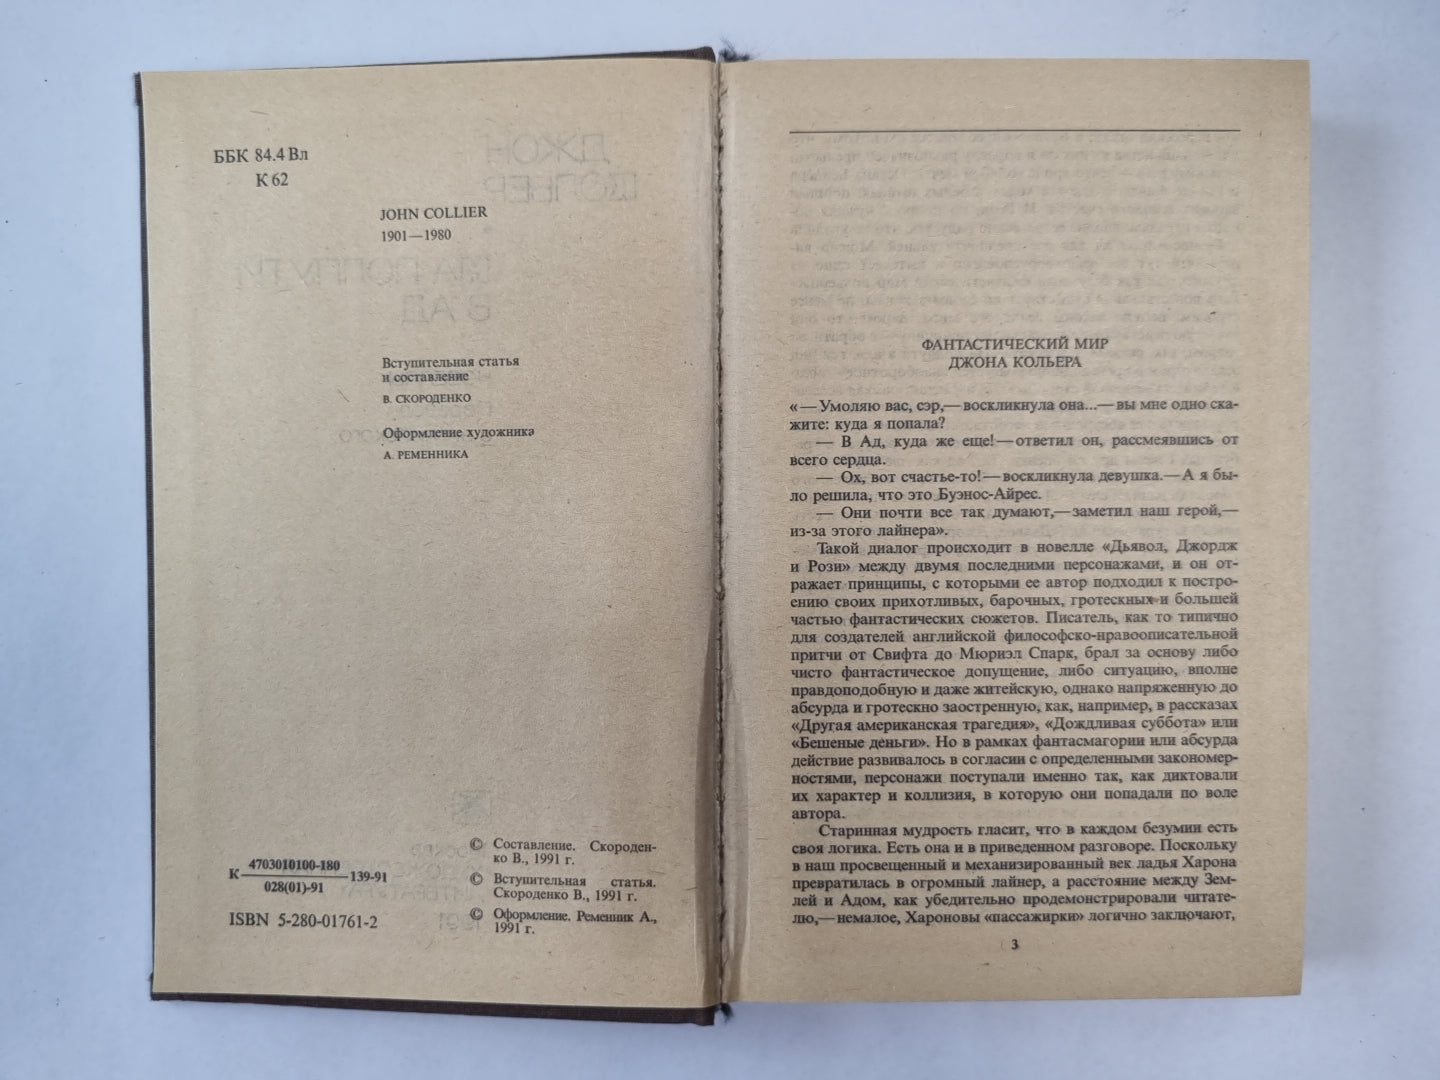 ББК 84.4 Вл
К 62
JOHN COLLIER
1901—1980
Вступительная статья
и составление
В. СКОРОДЕНКО
Оформление художника
А. РЕМЕННИКА
К 4703010100-180 139-91
028(01)-91
ISBN 5-280-01761-2
© Составление. Скороден-
ко В., 1991 г.
© Вступительная статья.
Скороденко В., 1991 г.
© Оформление. Ременник А.,
1991 г.
ФАНТАСТИЧЕСКИЙ МИР
ДЖОНА КОЛЬЕРА
«— Умоляю вас, сэр,— воскликнула она...— вы мне одно ска-
жите: куда я попала?
— В Ад, куда же еще!— ответил он, рассмеявшись от
всего сердца.
— Ох, вот счастье-то!— воскликнула девушка.— А я бы-
ло решила, что это Буэнос-Айрес.
— Они почти все так думают,— заметил наш герой,—
из-за этого лайнера».
Такой диалог происходит в новелле «Дьявол, Джордж
и Рози» между двумя последними персонажами, и он от-
ражает принципы, с которыми ее автор подходил к постро-
ению своих прихотливых, барочных, гротескных и большей
частью фантастических сюжетов. Писатель, как то типично
для создателей английской философско-нравоописательной
притчи от Свифта до Мюриэл Спарк, брал за основу либо
чисто фантастическое допущение, либо ситуацию, вполне
правдоподобную и даже житейскую, однако напряженную до
абсурда и гротескно заостренную, как, например, в рассказах
«Другая американская трагедия», «Дождливая суббота» или
«Бешеные деньги». Но в рамках фантасмагории или абсурда
действие развивалось в согласии с определенными закономер-
ностями, персонажи поступали именно так, как диктовали
их характер и коллизия, в которую они попадали по воле
автора.
Старинная мудрость гласит, что в каждом безумии есть
своя логика. Есть она и в приведенном разговоре. Поскольку
в наш просвещенный и механизированный век ладья Харона
превратилась в огромный лайнер, а расстояние между Зем-
лей и Адом, как убедительно продемонстрировали читате-
лю,— немалое, Хароновы «пассажирки» логично заключают,
3